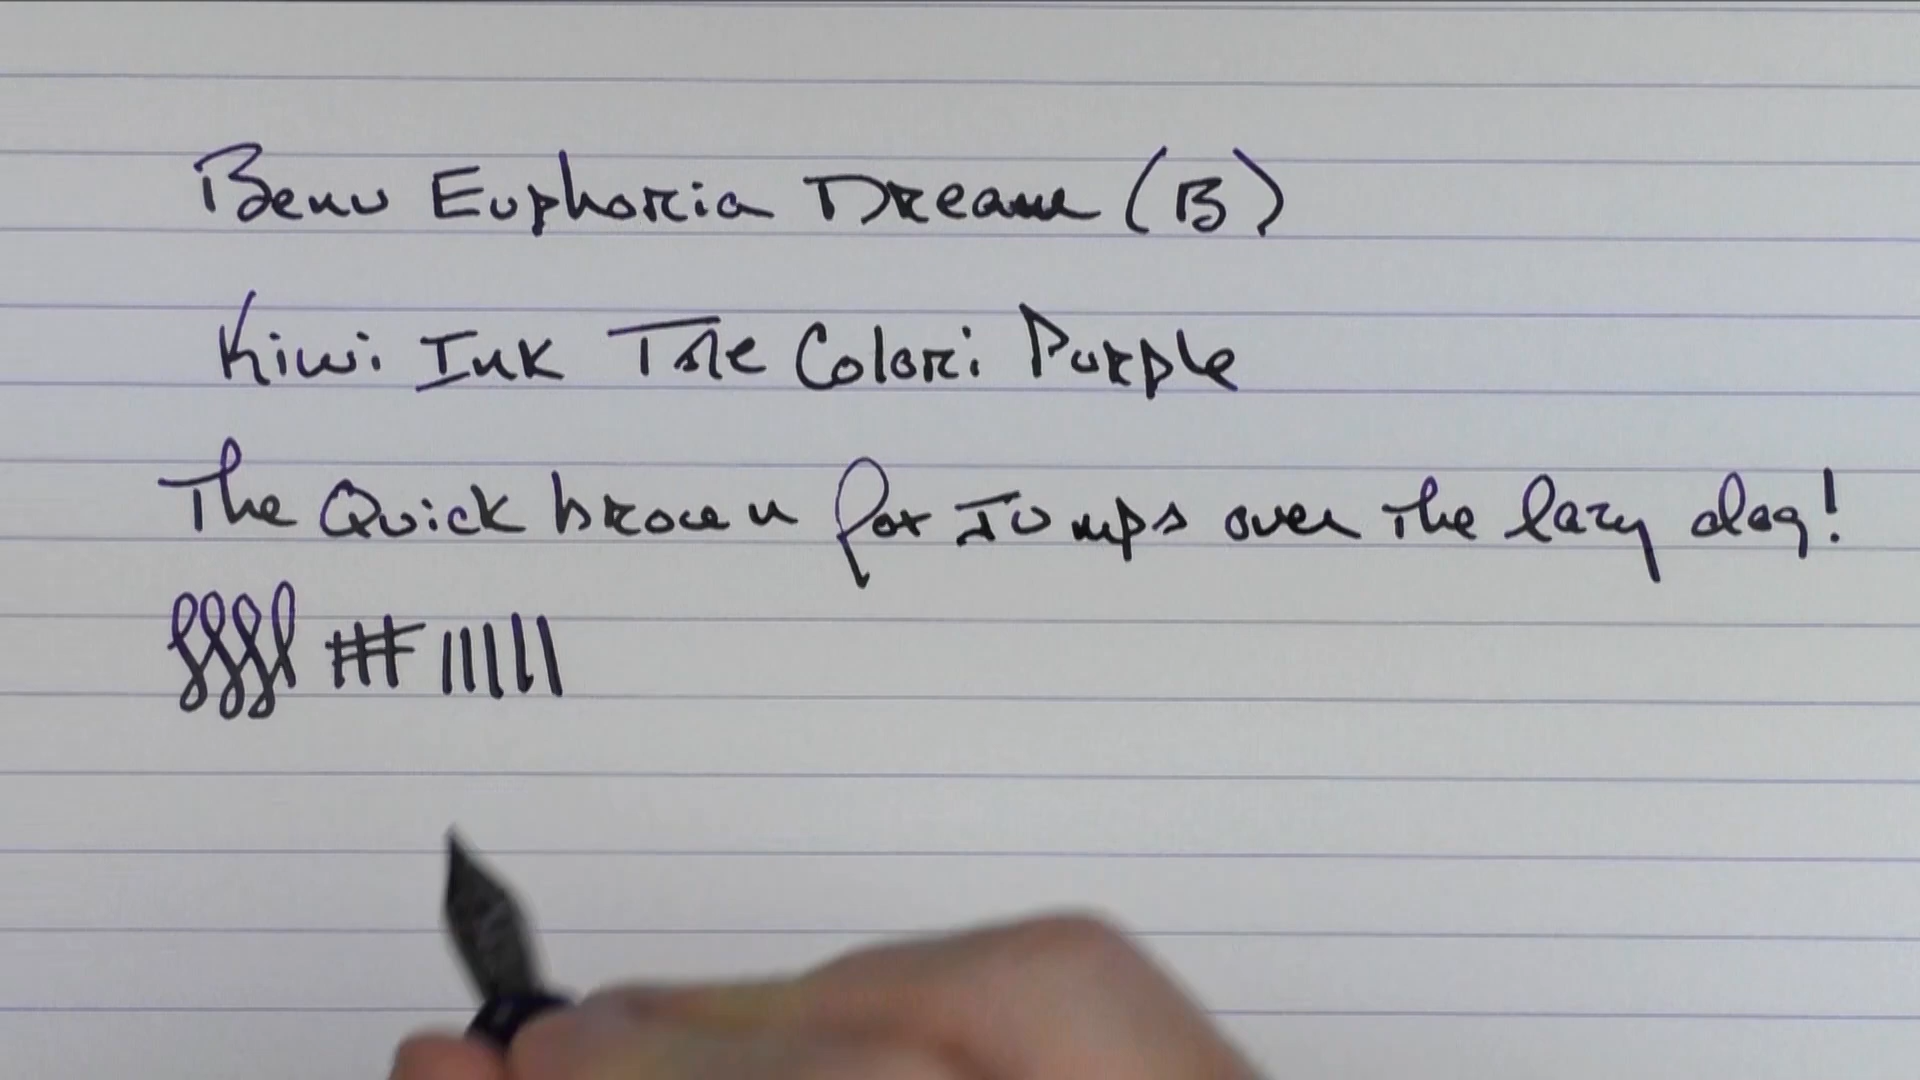 Benu Euphoria Dream (B)
Kiwi Ink The Color: Purple
The Quick brown fox Jumps over the lazy dog!